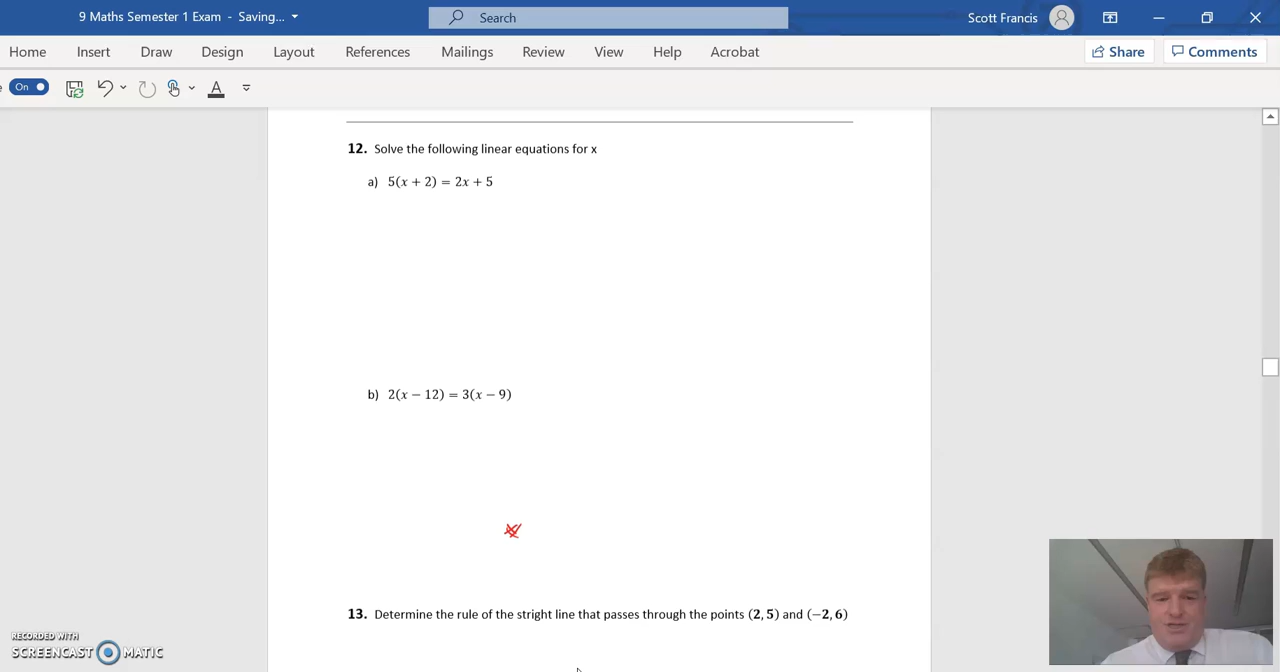 9 Maths Semester 1 Exam - Saving...
Search
Scott Francis
Home Insert Draw Design Layout References Mailings Review View Help Acrobat
Share Comments
On
A
12. Solve the following linear equations for x
a) 5(x + 2) = 2x + 5
b) 2(x − 12) = 3(x − 9)
13. Determine the rule of the stright line that passes through the points (2, 5) and (−2, 6)
RECORDED WITH
SCREENCAST MATIC